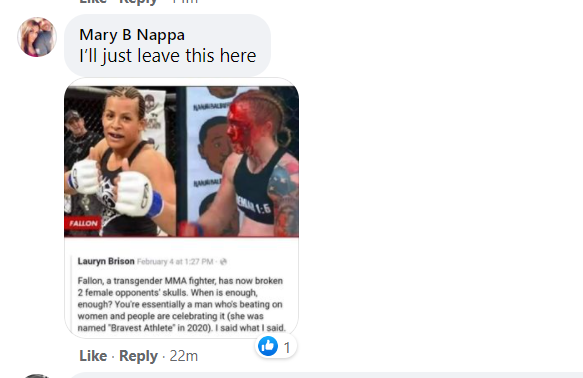 Like · Reply
Mary B Nappa
I'll just leave this here
FALLON
Lauryn Brison February 4 at 1:27 PM ·
Fallon, a transgender MMA fighter, has now broken
2 female opponents' skulls. When is enough,
enough? You're essentially a man who's beating on
women and people are celebrating it (she was
named "Bravest Athlete" in 2020). I said what I said.
1
Like · Reply · 22m